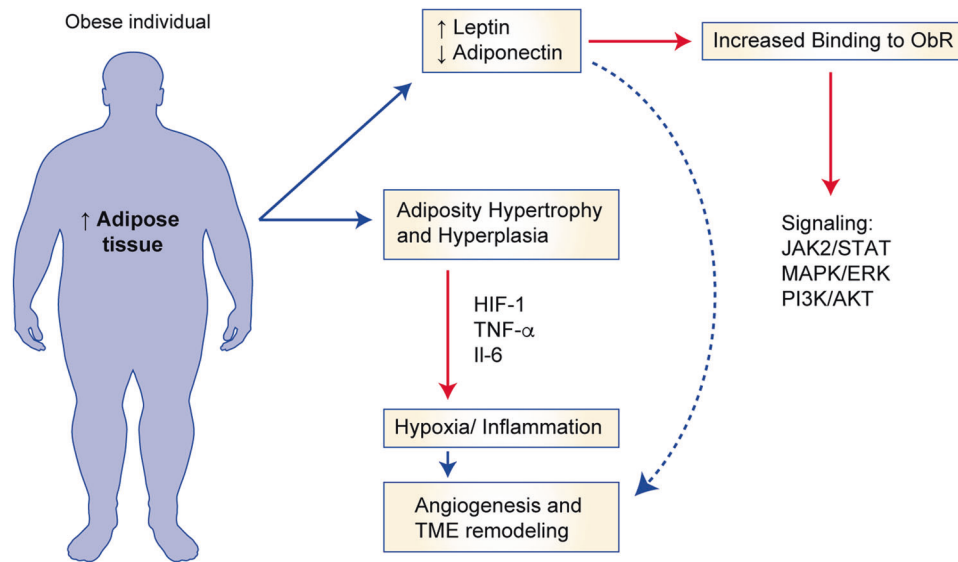 Obese individual
↑ Adipose
tissue
↑ Leptin
↓ Adiponectin
Increased Binding to ObR
Signaling:
JAK2/STAT
MAPK/ERK
PI3K/AKT
Adiposity Hypertrophy
and Hyperplasia
HIF-1
TNF-α
Il-6
Hypoxia/ Inflammation
Angiogenesis and
TME remodeling